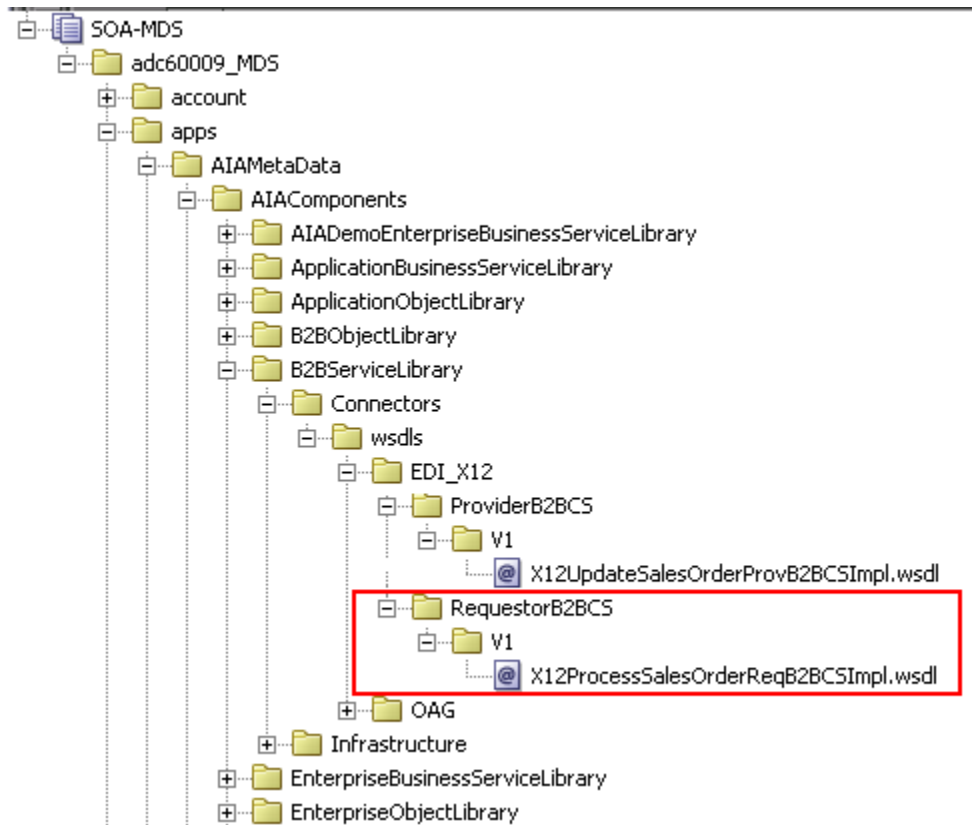 SOA-MDS
adc60009_MDS
account
apps
AIAMetaData
AIAComponents
AIADemoEnterpriseBusinessServiceLibrary
ApplicationBusinessServiceLibrary
ApplicationObjectLibrary
B2BObjectLibrary
B2BServiceLibrary
Connectors
wsdls
EDI_X12
ProviderB2BCS
V1
X12UpdateSalesOrderProvB2BCSImpl.wsdl
RequestorB2BCS
V1
X12ProcessSalesOrderReqB2BCSImpl.wsdl
OAG
Infrastructure
EnterpriseBusinessServiceLibrary
EnterpriseObjectLibrary